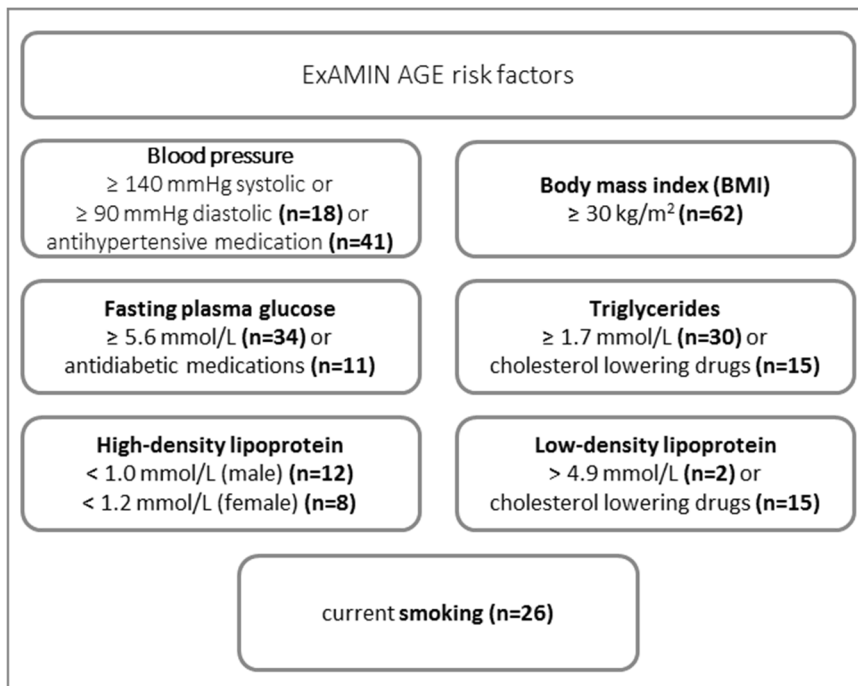 ExAMIN AGE risk factors
Blood pressure
≥ 140 mmHg systolic or
≥ 90 mmHg diastolic (n=18) or
antihypertensive medication (n=41)
Body mass index (BMI)
≥ 30 kg/m² (n=62)
Fasting plasma glucose
≥ 5.6 mmol/L (n=34) or
antidiabetic medications (n=11)
Triglycerides
≥ 1.7 mmol/L (n=30) or
cholesterol lowering drugs (n=15)
High-density lipoprotein
< 1.0 mmol/L (male) (n=12)
< 1.2 mmol/L (female) (n=8)
Low-density lipoprotein
> 4.9 mmol/L (n=2) or
cholesterol lowering drugs (n=15)
current smoking (n=26)